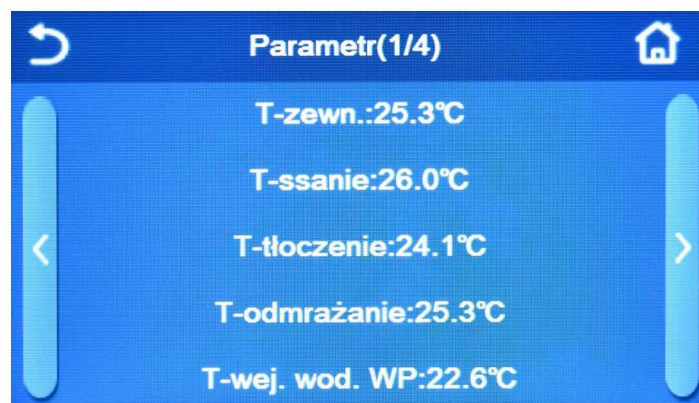 Parametr(1/4)
T-zewn.:25.3℃
T-ssanie:26.0℃
T-tłoczenie:24.1℃
T-odmrażanie:25.3℃
T-wej. wod. WP:22.6℃